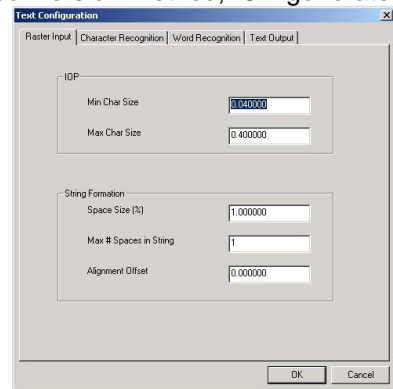 Text Configuration
Raster Input Character Recognition Word Recognition Text Output
IOP
Min Char Size 0.040000
Max Char Size 0.400000
String Formation
Space Size (%) 1.000000
Max # Spaces in String 1
Alignment Offset 0.000000
OK Cancel